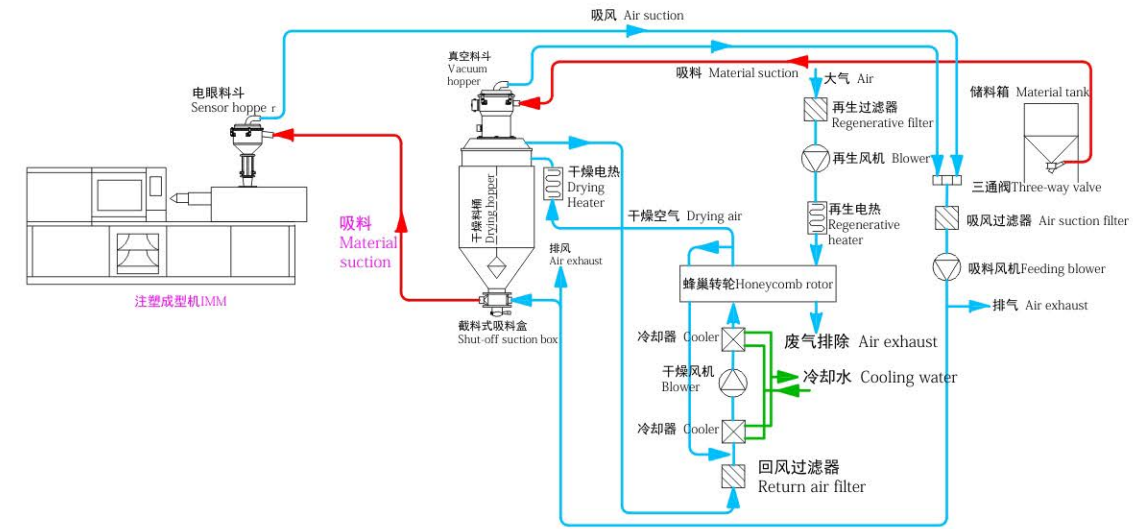 吸风 Air suction
真空料斗
Vacuum
hopper
吸料 Material suction
大气 Air
电眼料斗
Sensor hoppe r
储料箱 Material tank
再生过滤器
Regenerative filter
再生风机 Blower
干燥电热
Drying
Heater
三通阀Three-way valve
干燥料桶
Drying hopper
再生电热
Regenerative
heater
干燥空气 Drying air
吸风过滤器 Air suction filter
吸料
Material
suction
排风
Air exhaust
吸料风机Feeding blower
蜂巢转轮Honeycomb rotor
注塑成型机IMM
排气 Air exhaust
截料式吸料盒
Shut-off suction box
冷却器 Cooler
废气排除 Air exhaust
干燥风机
Blower
冷却水 Cooling water
冷却器 Cooler
回风过滤器
Return air filter